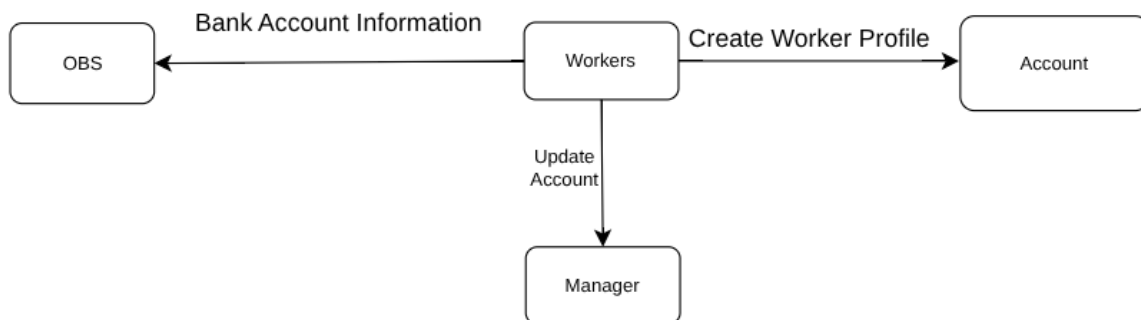 Bank Account Information
Create Worker Profile
OBS
Workers
Account
Update
Account
Manager